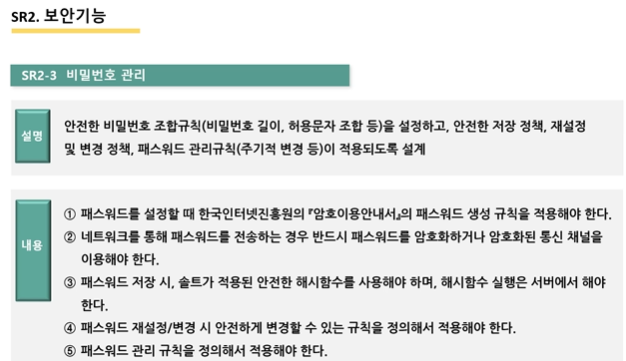 SR2. 보안기능
SR2-3 비밀번호 관리
설명
안전한 비밀번호 조합규칙(비밀번호 길이, 허용문자 조합 등)을 설정하고, 안전한 저장 정책, 재설정
및 변경 정책, 패스워드 관리규칙(주기적 변경 등)이 적용되도록 설계
내용
① 패스워드를 설정할 때 한국인터넷진흥원의 『암호이용안내서』의 패스워드 생성 규칙을 적용해야 한다.
② 네트워크를 통해 패스워드를 전송하는 경우 반드시 패스워드를 암호화하거나 암호화된 통신 채널을
이용해야 한다.
③ 패스워드 저장 시, 솔트가 적용된 안전한 해시함수를 사용해야 하며, 해시함수 실행은 서버에서 해야
한다.
④ 패스워드 재설정/변경 시 안전하게 변경할 수 있는 규칙을 정의해서 적용해야 한다.
⑤ 패스워드 관리 규칙을 정의해서 적용해야 한다.